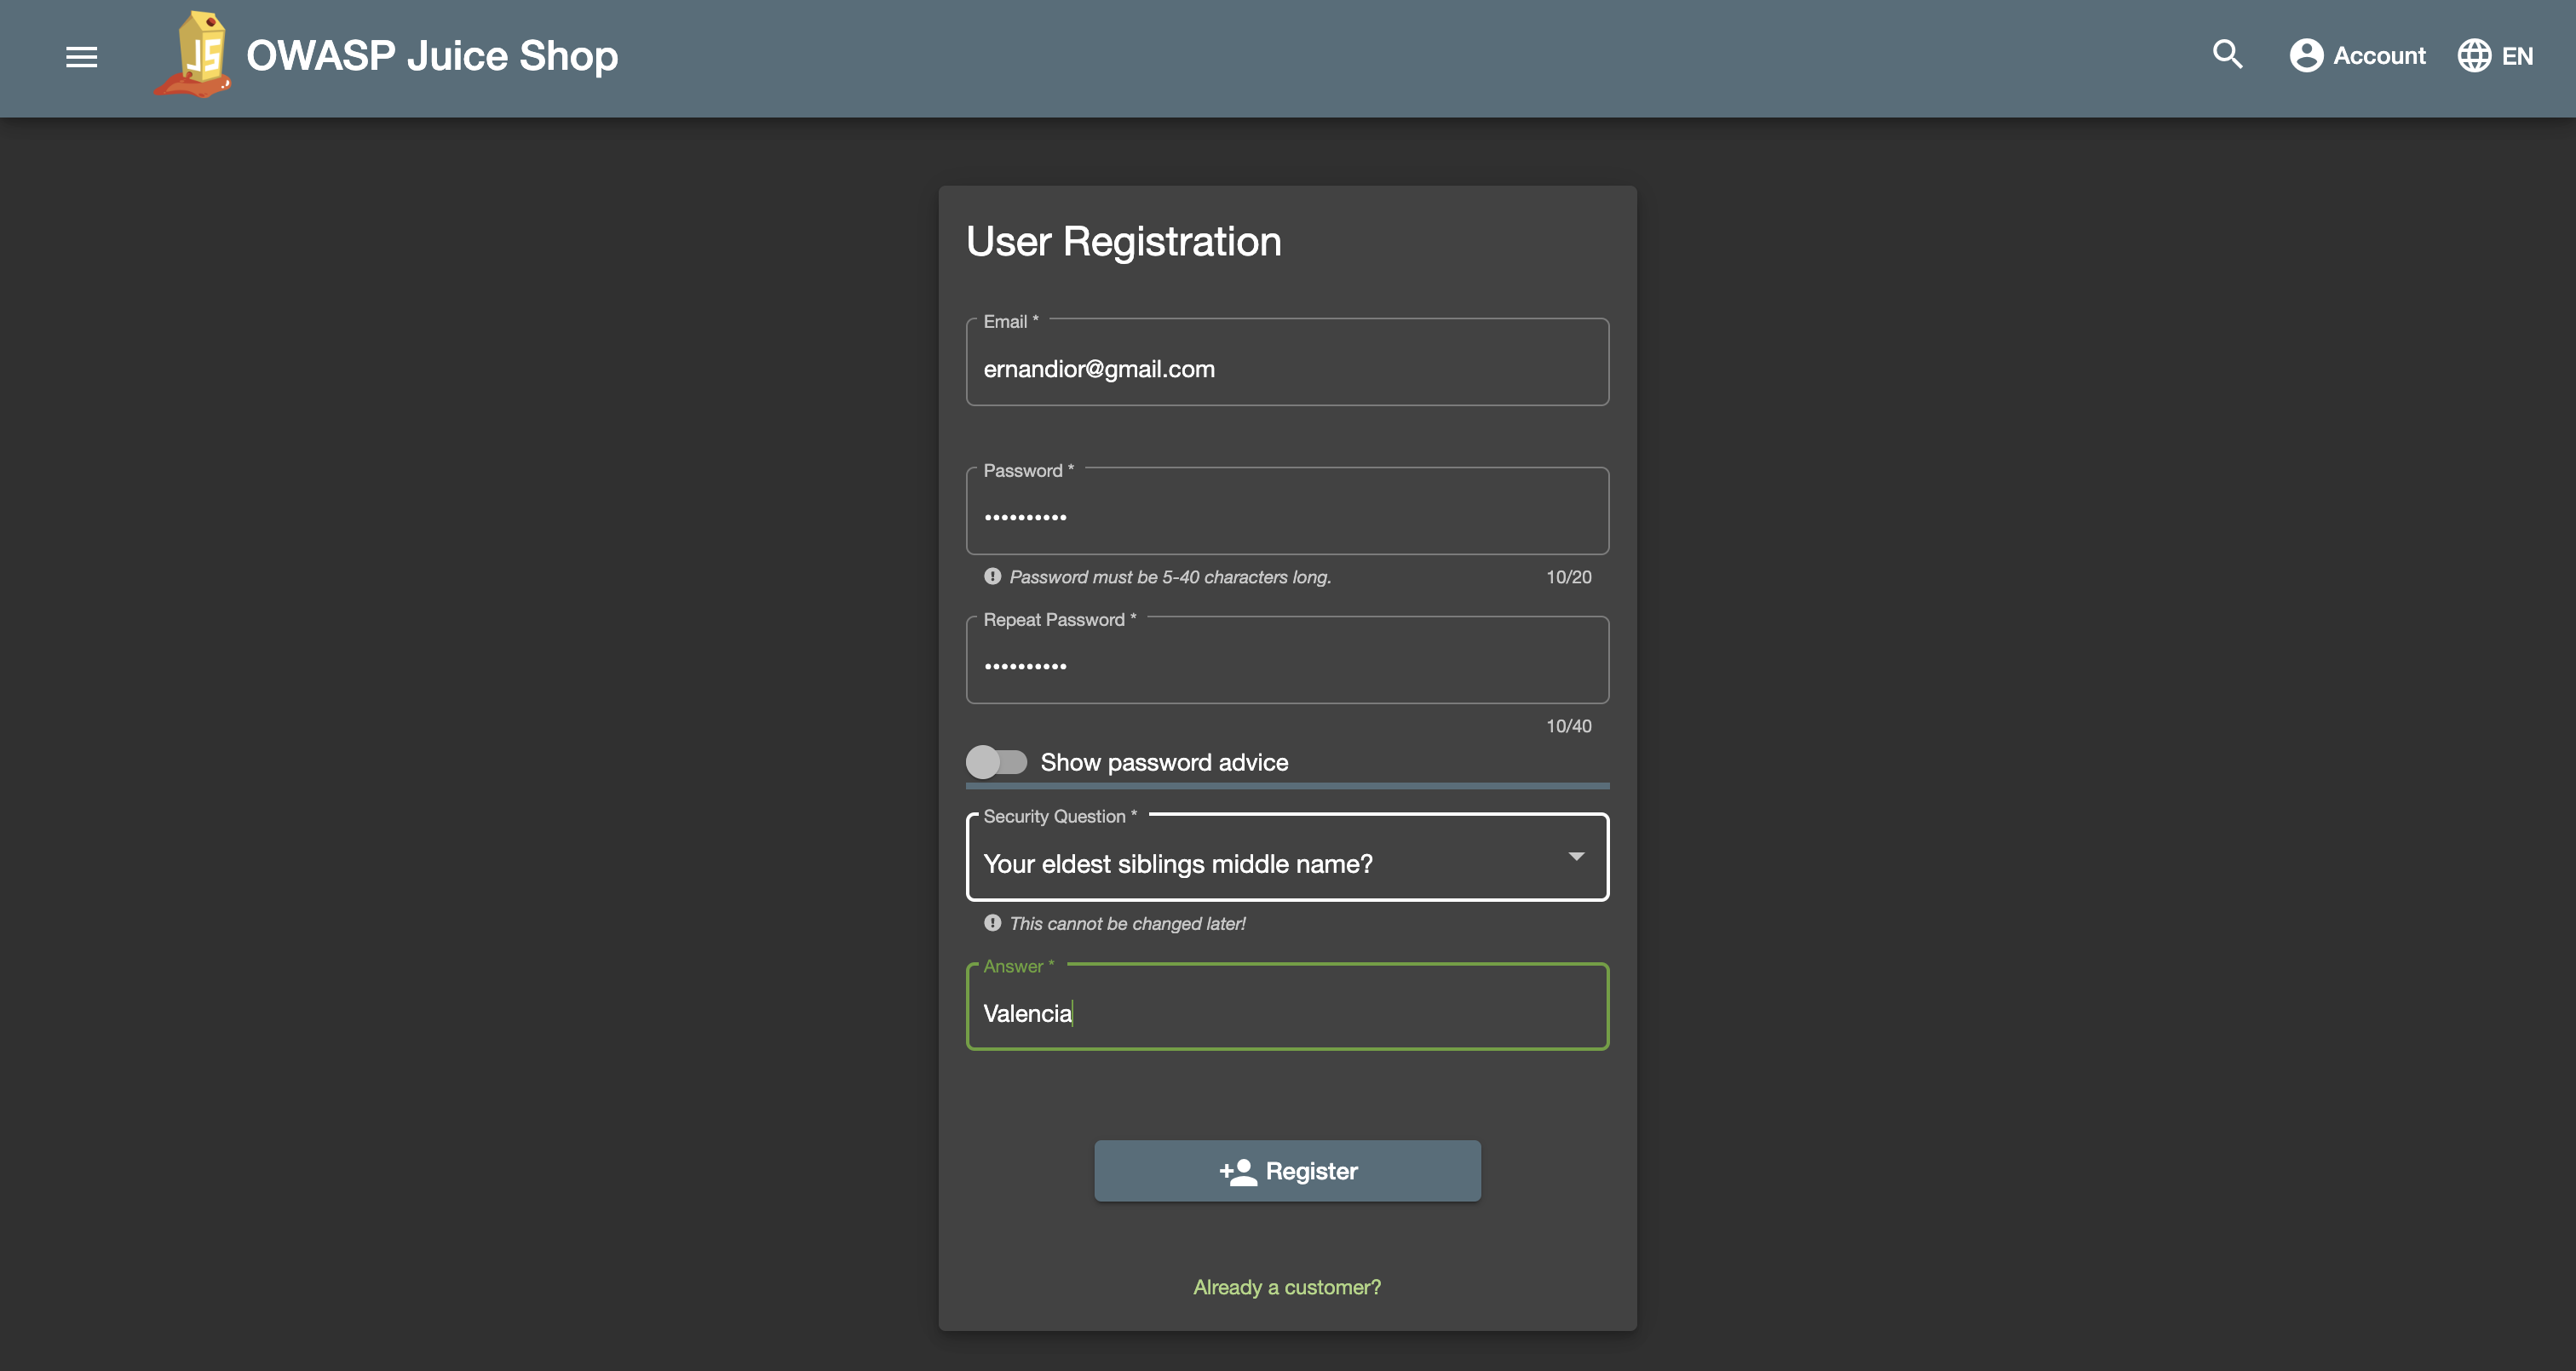 JS
OWASP Juice Shop
Account
EN
User Registration
Email *
ernandior@gmail.com
Password *
••••••••••
Password must be 5-40 characters long.
10/20
Repeat Password *
••••••••••
10/40
Show password advice
Security Question *
Your eldest siblings middle name?
This cannot be changed later!
Answer *
Valencia
Register
Already a customer?